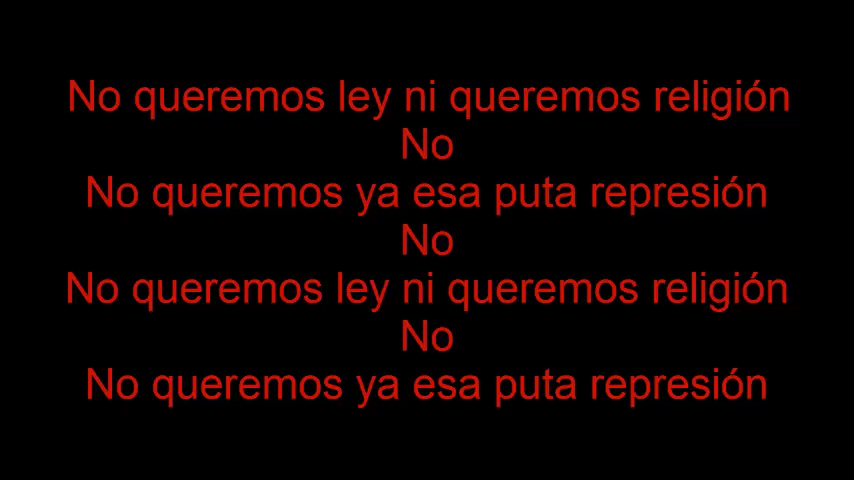 No queremos ley ni queremos religión
No
No queremos ya esa puta represión
No
No queremos ley ni queremos religión
No
No queremos ya esa puta represión